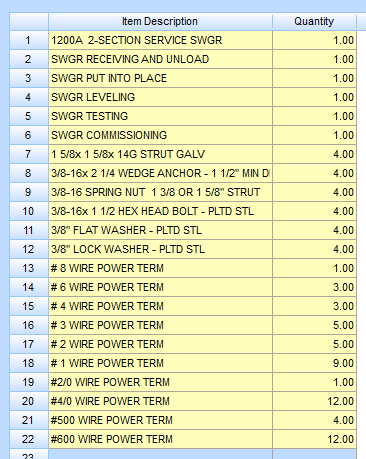 Item Description Quantity
1 1200A 2-SECTION SERVICE SWGR 1.00
2 SWGR RECEIVING AND UNLOAD 1.00
3 SWGR PUT INTO PLACE 1.00
4 SWGR LEVELING 1.00
5 SWGR TESTING 1.00
6 SWGR COMMISSIONING 1.00
7 1 5/8x 1 5/8x 14G STRUT GALV 4.00
8 3/8-16x 2 1/4 WEDGE ANCHOR - 1 1/2" MIN D 4.00
9 3/8-16 SPRING NUT 1 3/8 OR 1 5/8" STRUT 4.00
10 3/8-16x 1 1/2 HEX HEAD BOLT - PLTD STL 4.00
11 3/8" FLAT WASHER - PLTD STL 4.00
12 3/8" LOCK WASHER - PLTD STL 4.00
13 # 8 WIRE POWER TERM 1.00
14 # 6 WIRE POWER TERM 3.00
15 # 4 WIRE POWER TERM 3.00
16 # 3 WIRE POWER TERM 5.00
17 # 2 WIRE POWER TERM 5.00
18 # 1 WIRE POWER TERM 9.00
19 #2/0 WIRE POWER TERM 1.00
20 #4/0 WIRE POWER TERM 12.00
21 #500 WIRE POWER TERM 4.00
22 #600 WIRE POWER TERM 12.00
23